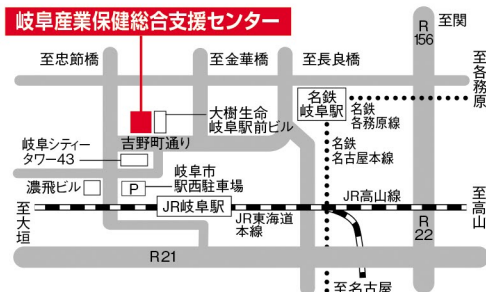 岐阜産業保健総合支援センター
至関
R
156
至忠節橋
至金華橋
至長良橋
至各務原
名鉄
岐阜駅
名鉄
各務原線
大樹生命
岐阜駅前ビル
吉野町通り
岐阜シティー
タワー43
名鉄
名古屋本線
岐阜市
駅西駐車場
濃飛ビル
P
JR岐阜駅
JR高山線
JR東海道
本線
至大垣
至高山
R
22
R21
至名古屋